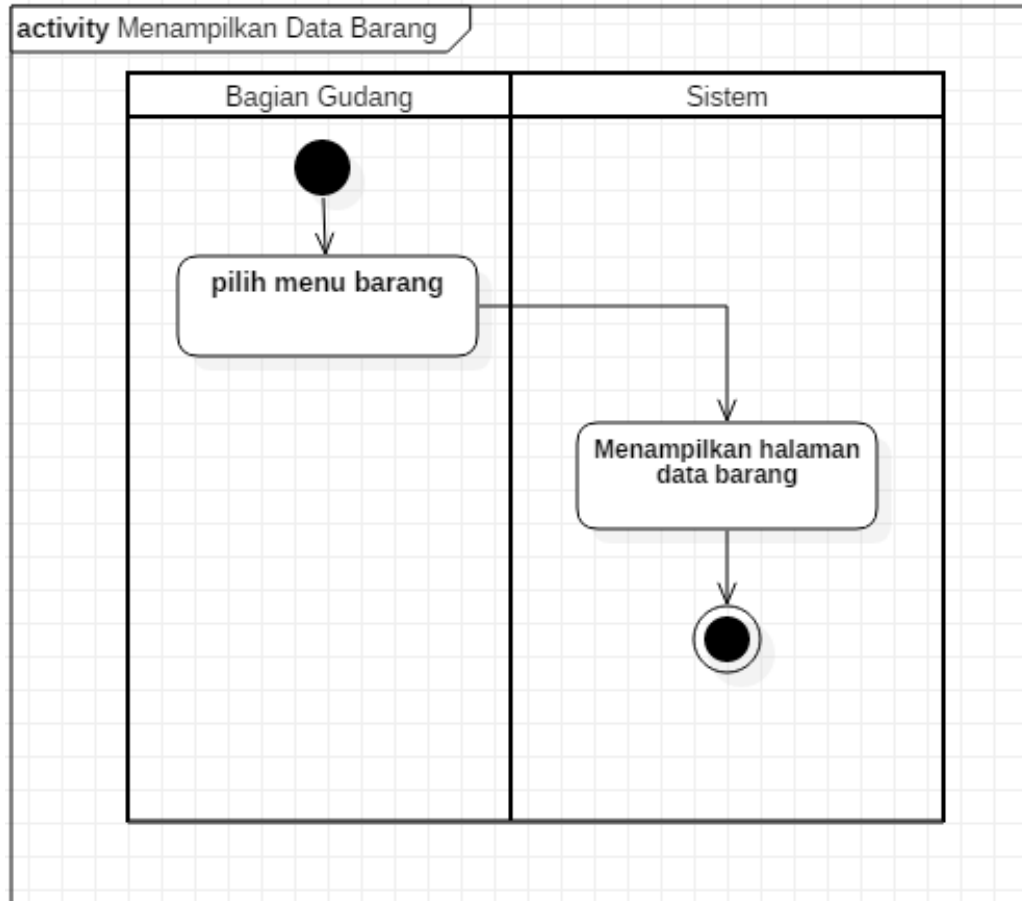 activity Menampilkan Data Barang
Bagian Gudang
Sistem
pilih menu barang
Menampilkan halaman
data barang